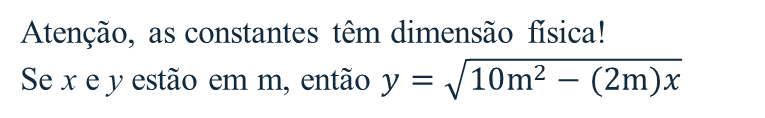 Atenção, as constantes têm dimensão física!
Se x e y estão em m, então y = √(10m² − (2m)x)